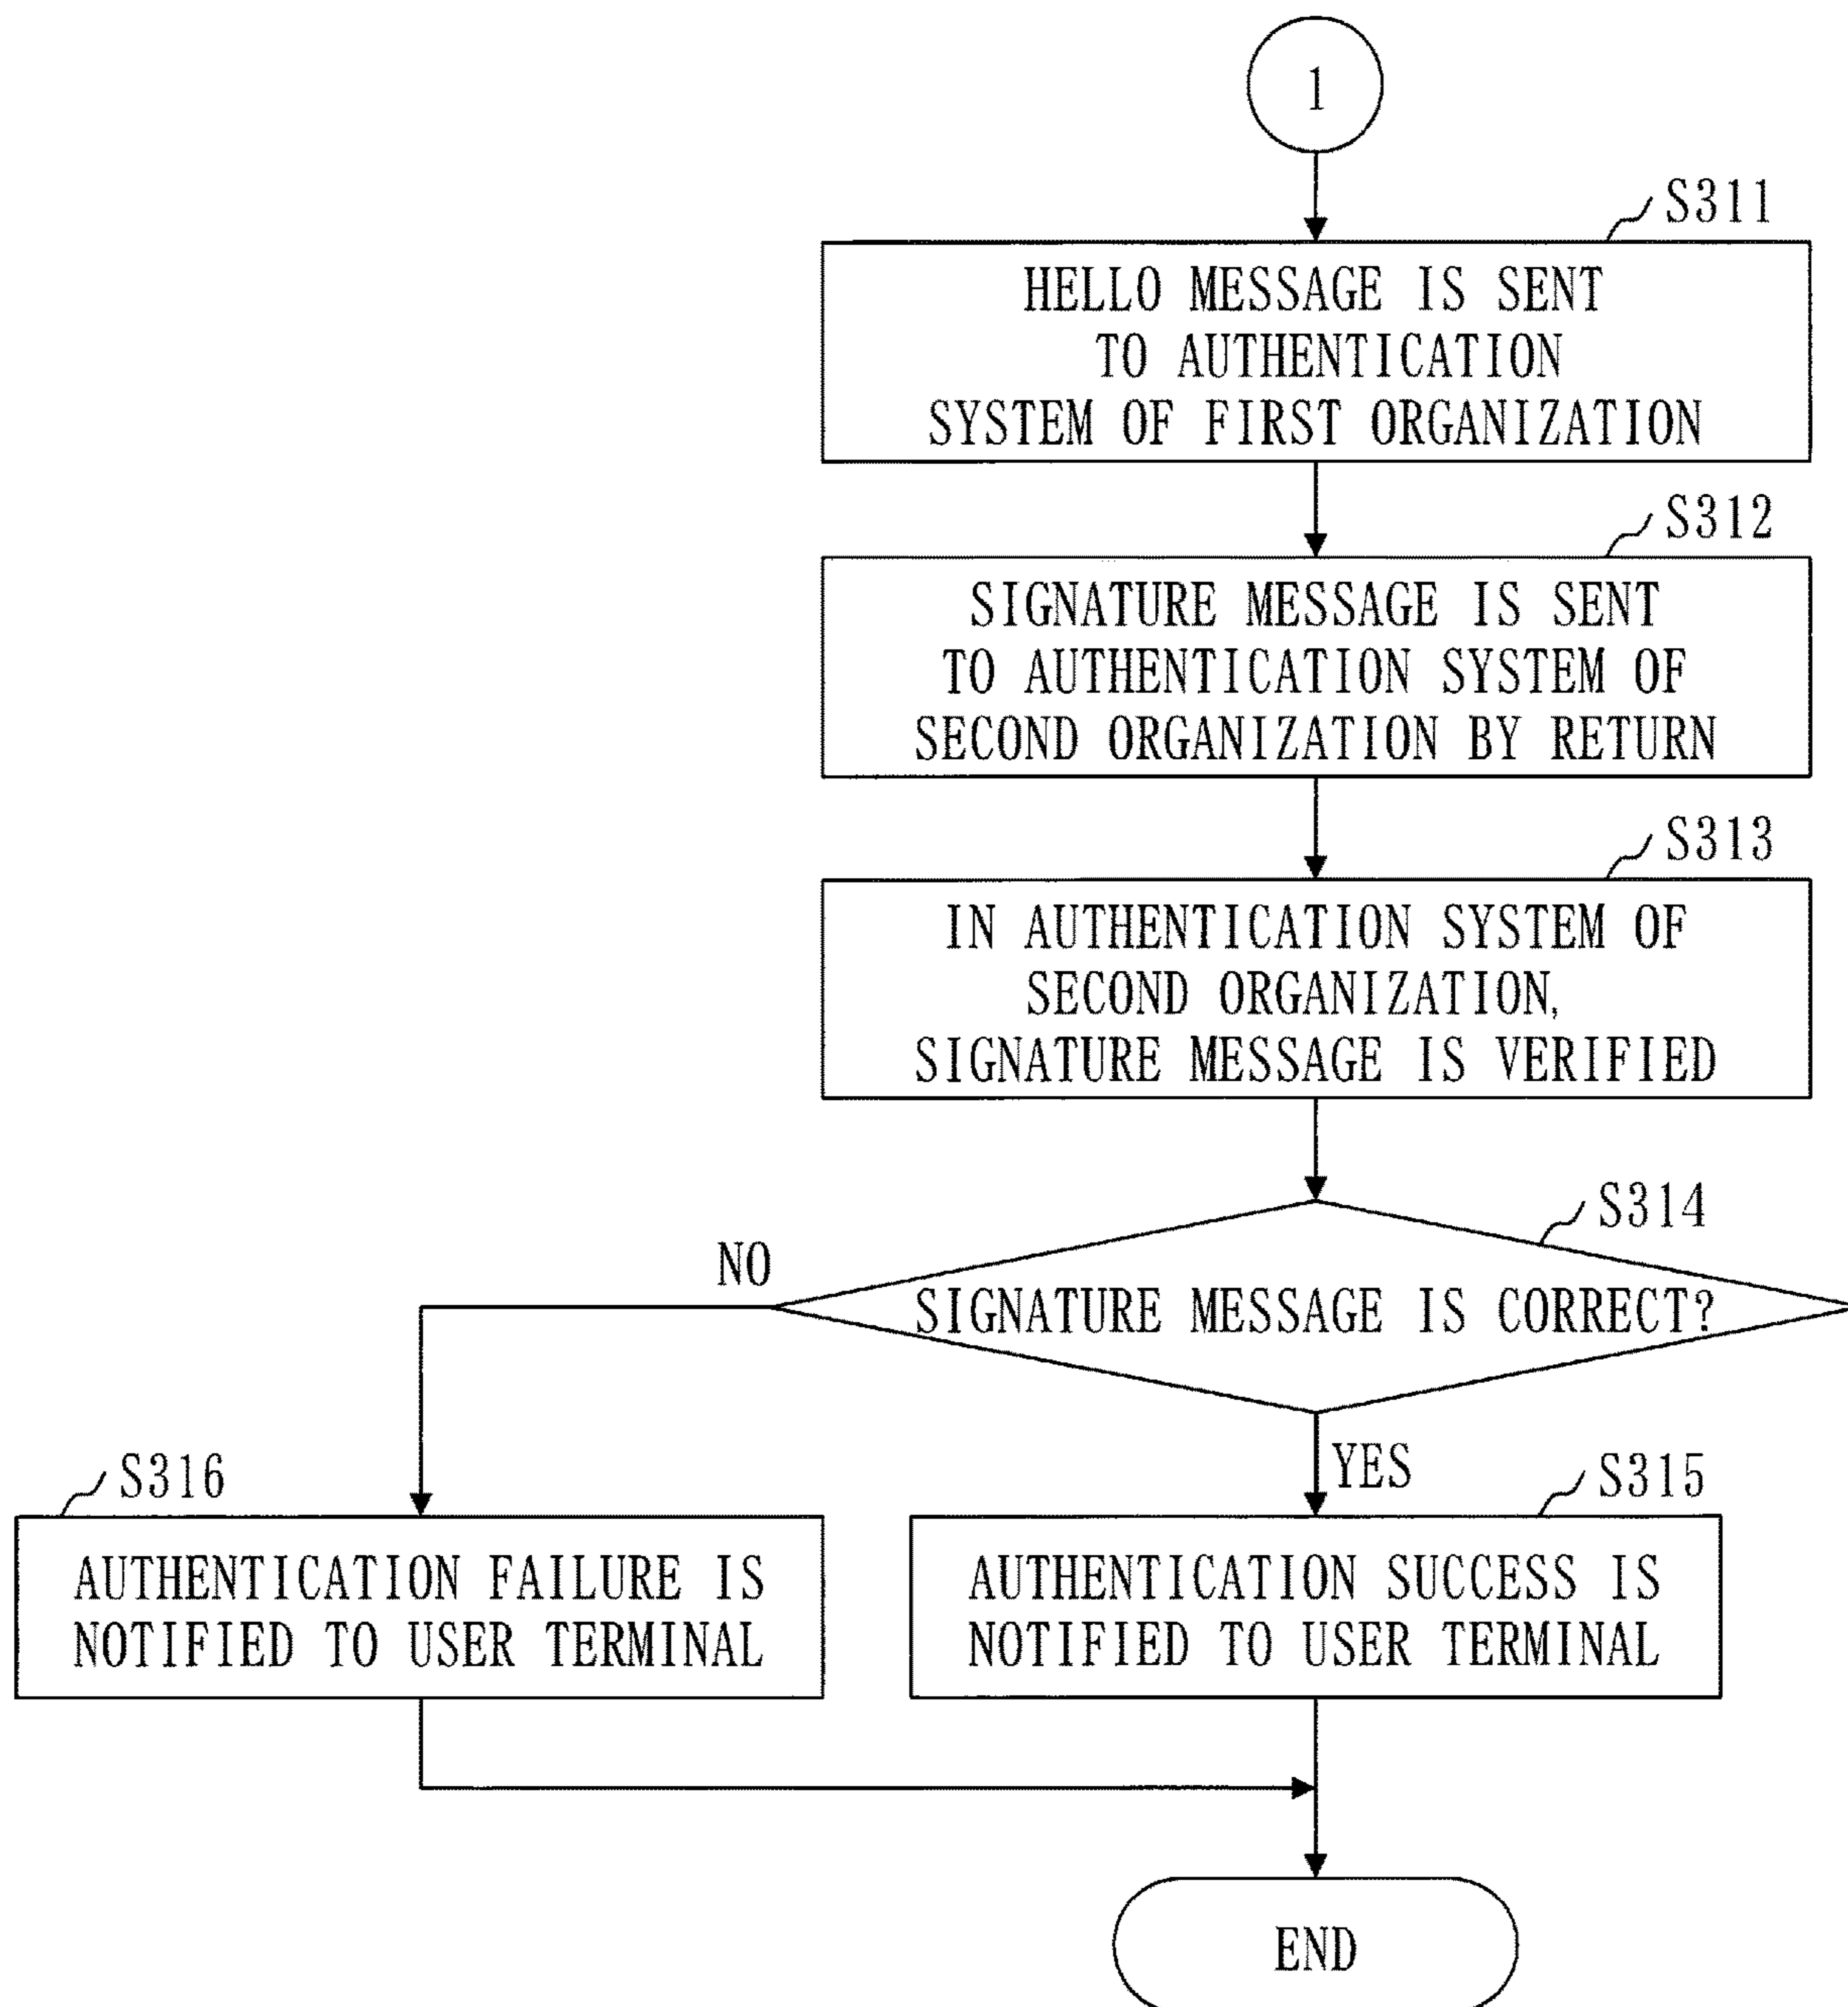 1
S311
HELLO MESSAGE IS SENT
TO AUTHENTICATION
SYSTEM OF FIRST ORGANIZATION
S312
SIGNATURE MESSAGE IS SENT
TO AUTHENTICATION SYSTEM OF
SECOND ORGANIZATION BY RETURN
S313
IN AUTHENTICATION SYSTEM OF
SECOND ORGANIZATION,
SIGNATURE MESSAGE IS VERIFIED
S314
NO
SIGNATURE MESSAGE IS CORRECT?
YES
S316
AUTHENTICATION FAILURE IS
NOTIFIED TO USER TERMINAL
S315
AUTHENTICATION SUCCESS IS
NOTIFIED TO USER TERMINAL
END